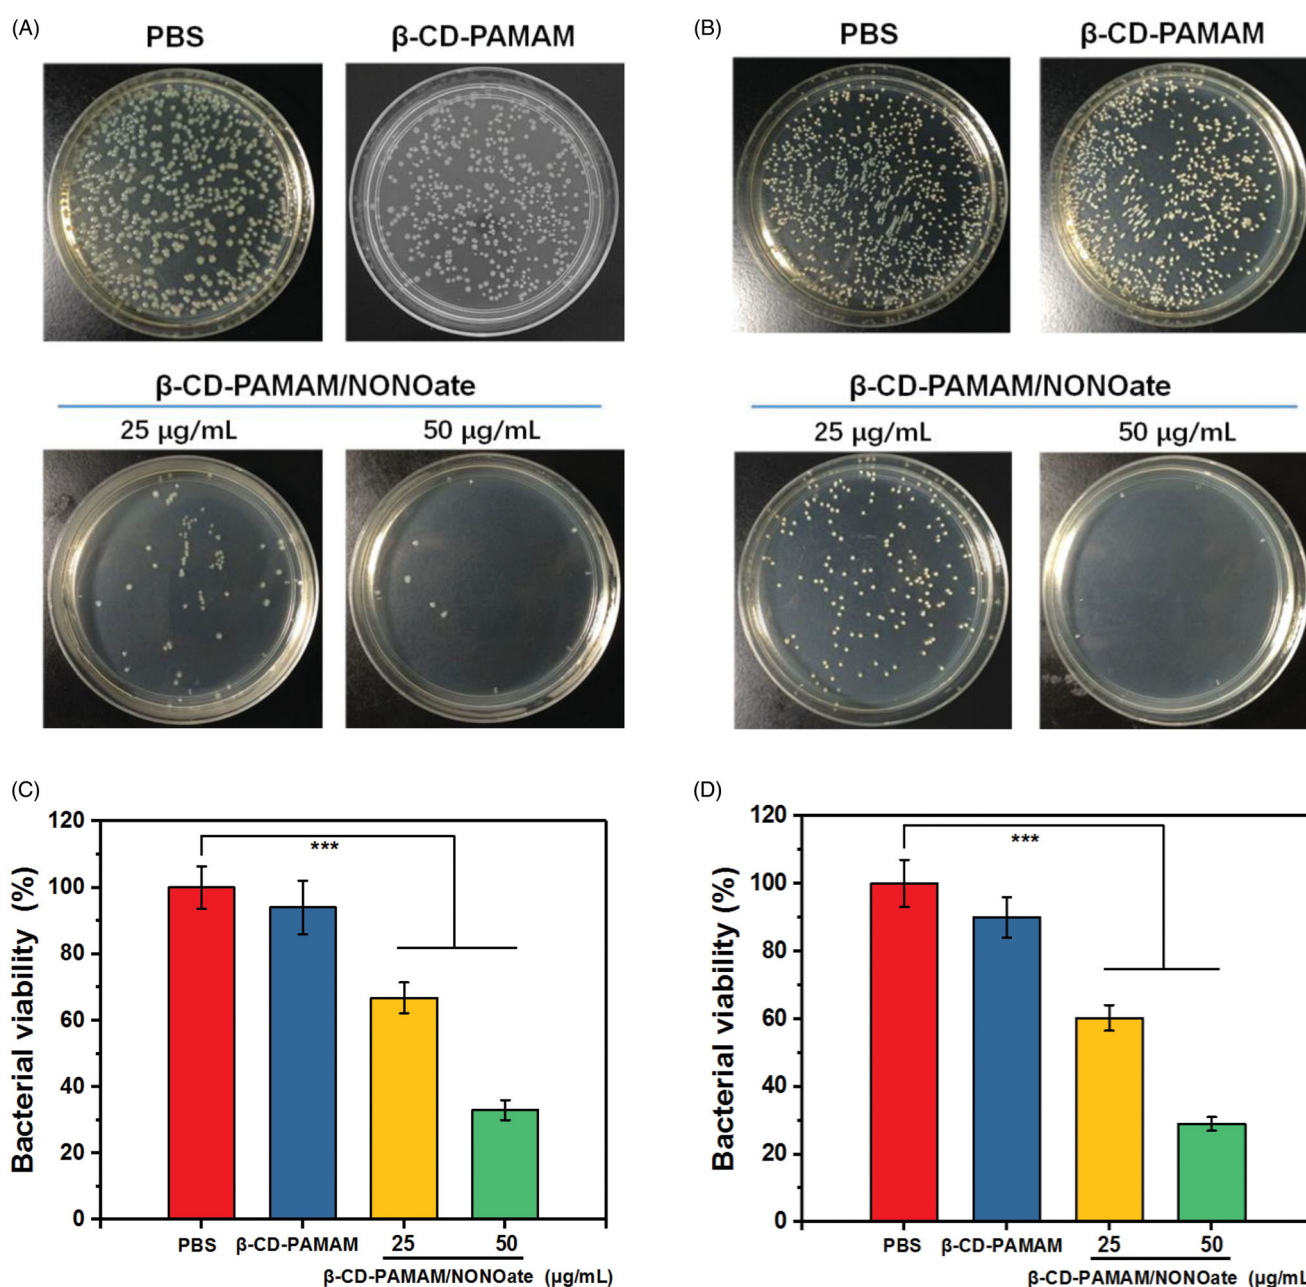 (A)
PBS
β-CD-PAMAM
β-CD-PAMAM/NONOate
25 μg/mL
50 μg/mL
(B)
PBS
β-CD-PAMAM
β-CD-PAMAM/NONOate
25 μg/mL
50 μg/mL
(C)
Bacterial viability (%)
120
100
80
60
40
20
0
***
PBS
β-CD-PAMAM
25
50
β-CD-PAMAM/NONOate (μg/mL)
(D)
Bacterial viability (%)
120
100
80
60
40
20
0
***
PBS
β-CD-PAMAM
25
50
β-CD-PAMAM/NONOate (μg/mL